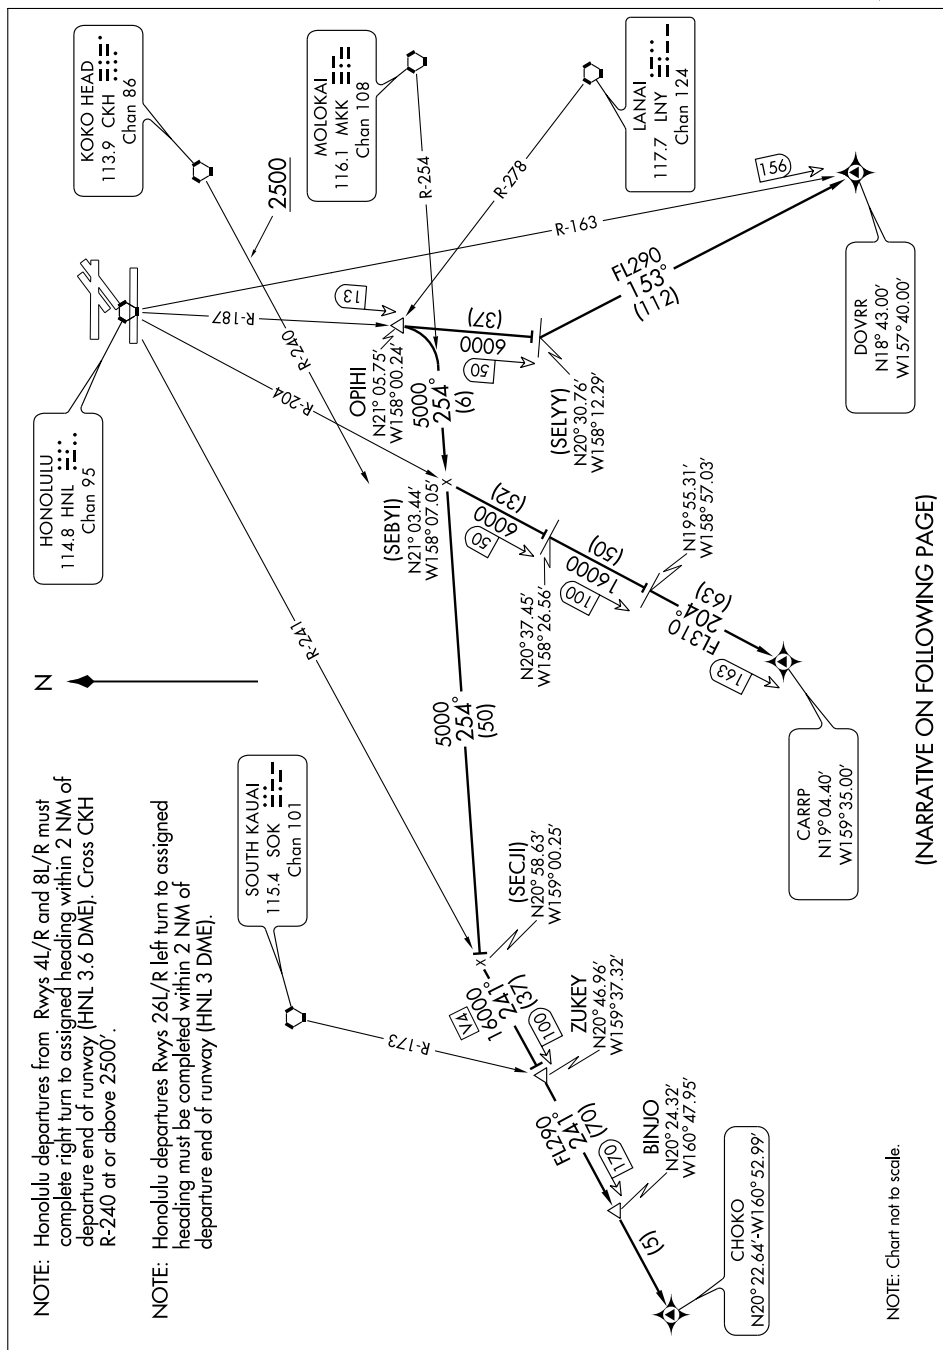 NOTE: Honolulu departures from Rwys 4L/R and 8L/R must
complete right turn to assigned heading within 2 NM of
departure end of runway (HNL 3.6 DME). Cross CKH
R-240 at or above 2500'.
NOTE: Honolulu departures Rwys 26L/R left turn to assigned
heading must be completed within 2 NM of
departure end of runway (HNL 3 DME).
N
HONOLULU
114.8 HNL
Chan 95
KOKO HEAD
113.9 CKH
Chan 86
MOLOKAI
116.1 MKK
Chan 108
LANAI
117.7 LNY
Chan 124
SOUTH KAUAI
115.4 SOK
Chan 101
2500
R-187
R-163
R-240
R-204
R-241
R-254
R-278
R-173
13
156
OPIHI
N21° 05.75'
W158° 00.24'
5000
254°
(6)
6000
(37)
50
(SELYY)
N20° 30.76'
W158° 12.29'
FL290
153°
(112)
DOVRR
N18° 43.00'
W157° 40.00'
(SEBYI)
N21° 03.44'
W158° 07.05'
6000
(32)
50
N20° 37.45'
W158° 26.56'
16000
(50)
100
N19° 55.31'
W158° 57.03'
FL310
204°
(63)
163
CARRP
N19° 04.40'
W159° 35.00'
5000
254°
(50)
(SECJI)
N20° 58.63'
W159° 00.25'
V4
16000
241°
(37)
100
ZUKEY
N20° 46.96'
W159° 37.32'
FL290
241°
(70)
170
BINJO
N20° 24.32'
W160° 47.95'
(5)
CHOKO
N20° 22.64'-W160° 52.99'
NOTE: Chart not to scale.
(NARRATIVE ON FOLLOWING PAGE)